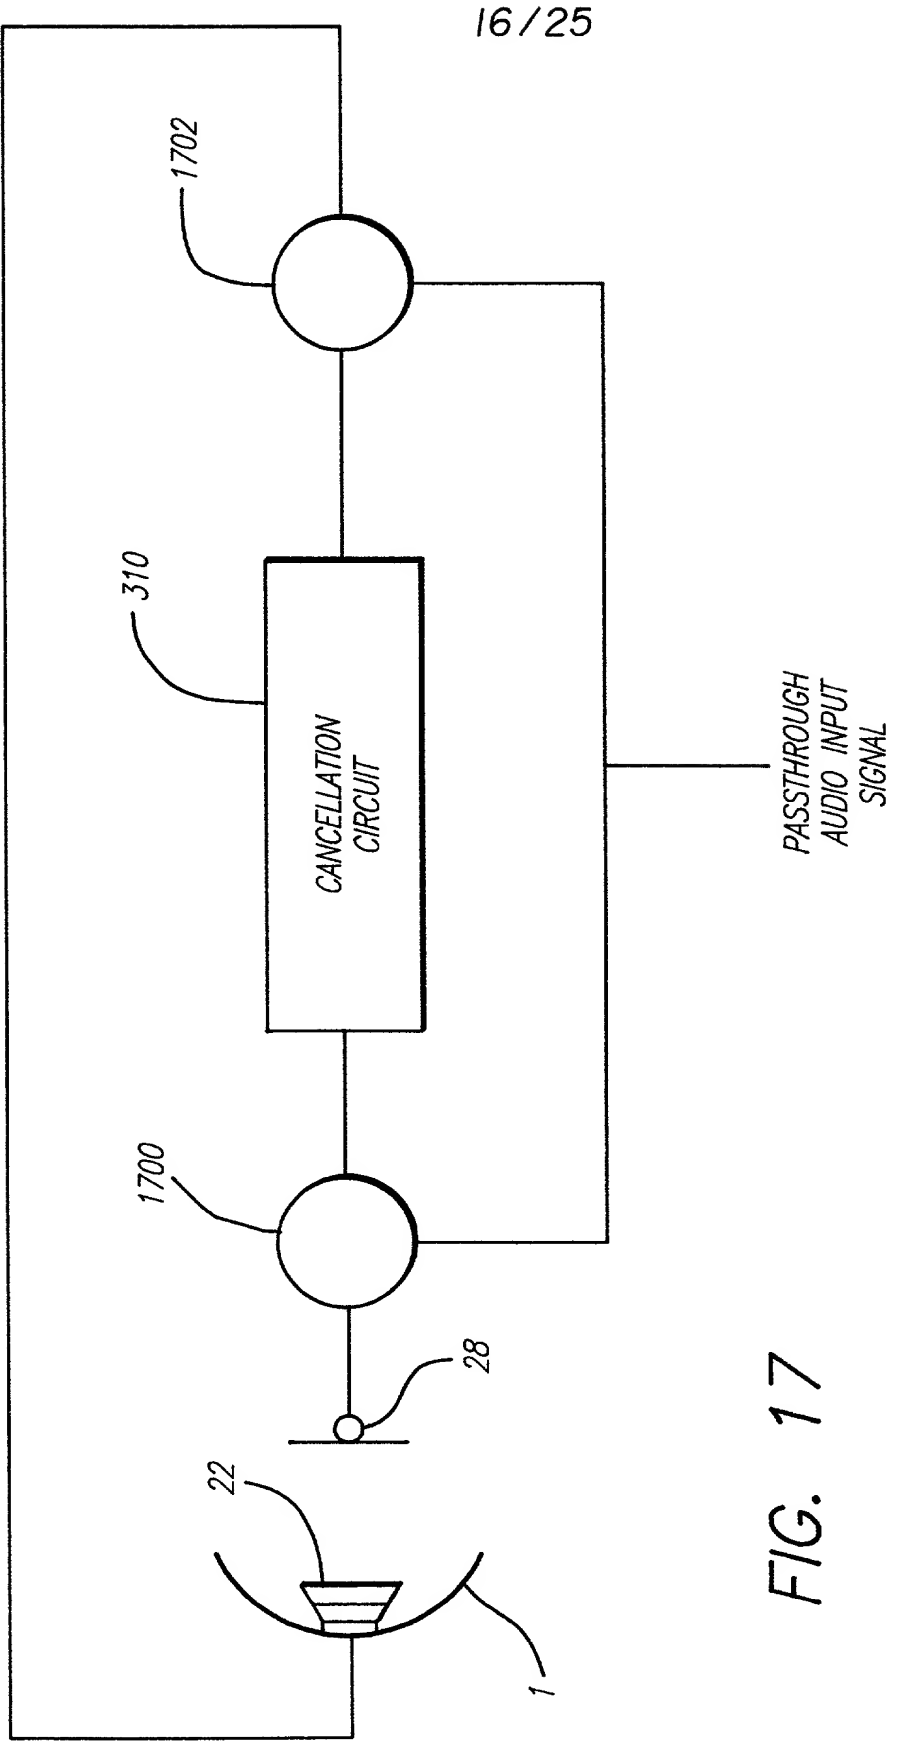 16/25
1702
310
CANCELLATION
CIRCUIT
1700
28
22
1
PASSTHROUGH
AUDIO INPUT
SIGNAL
FIG. 17